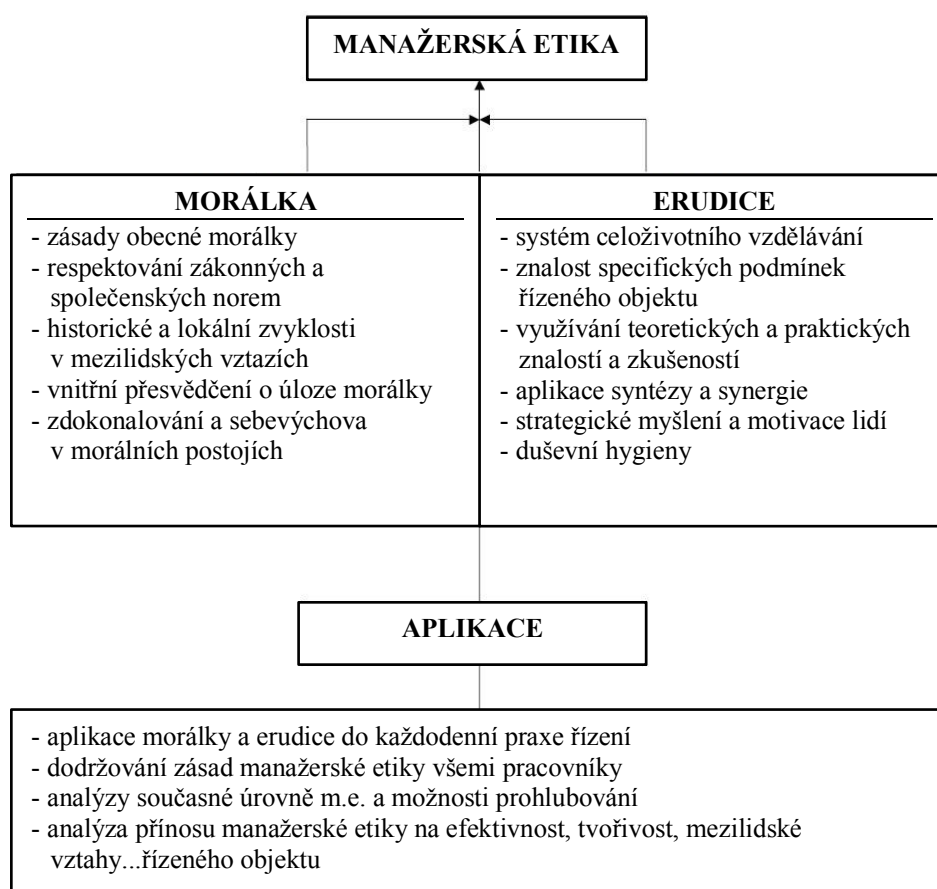 MANAŽERSKÁ ETIKA
MORÁLKA
- zásady obecné morálky
- respektování zákonných a
společenských norem
- historické a lokální zvyklosti
v mezilidských vztazích
- vnitřní přesvědčení o úloze morálky
- zdokonalování a sebevýchova
v morálních postojích
ERUDICE
- systém celoživotního vzdělávání
- znalost specifických podmínek
řízeného objektu
- využívání teoretických a praktických
znalostí a zkušeností
- aplikace syntézy a synergie
- strategické myšlení a motivace lidí
- duševní hygieny
APLIKACE
- aplikace morálky a erudice do každodenní praxe řízení
- dodržování zásad manažerské etiky všemi pracovníky
- analýzy současné úrovně m.e. a možnosti prohlubování
- analýza přínosu manažerské etiky na efektivnost, tvořivost, mezilidské
vztahy...řízeného objektu